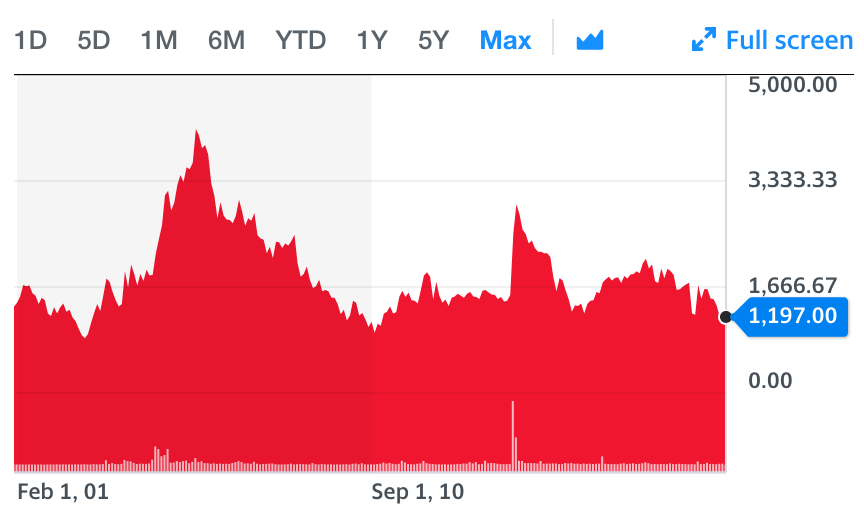 1D 5D 1M 6M YTD 1Y 5Y Max Full screen
5,000.00
3,333.33
1,666.67
1,197.00
0.00
Feb 1, 01 Sep 1, 10